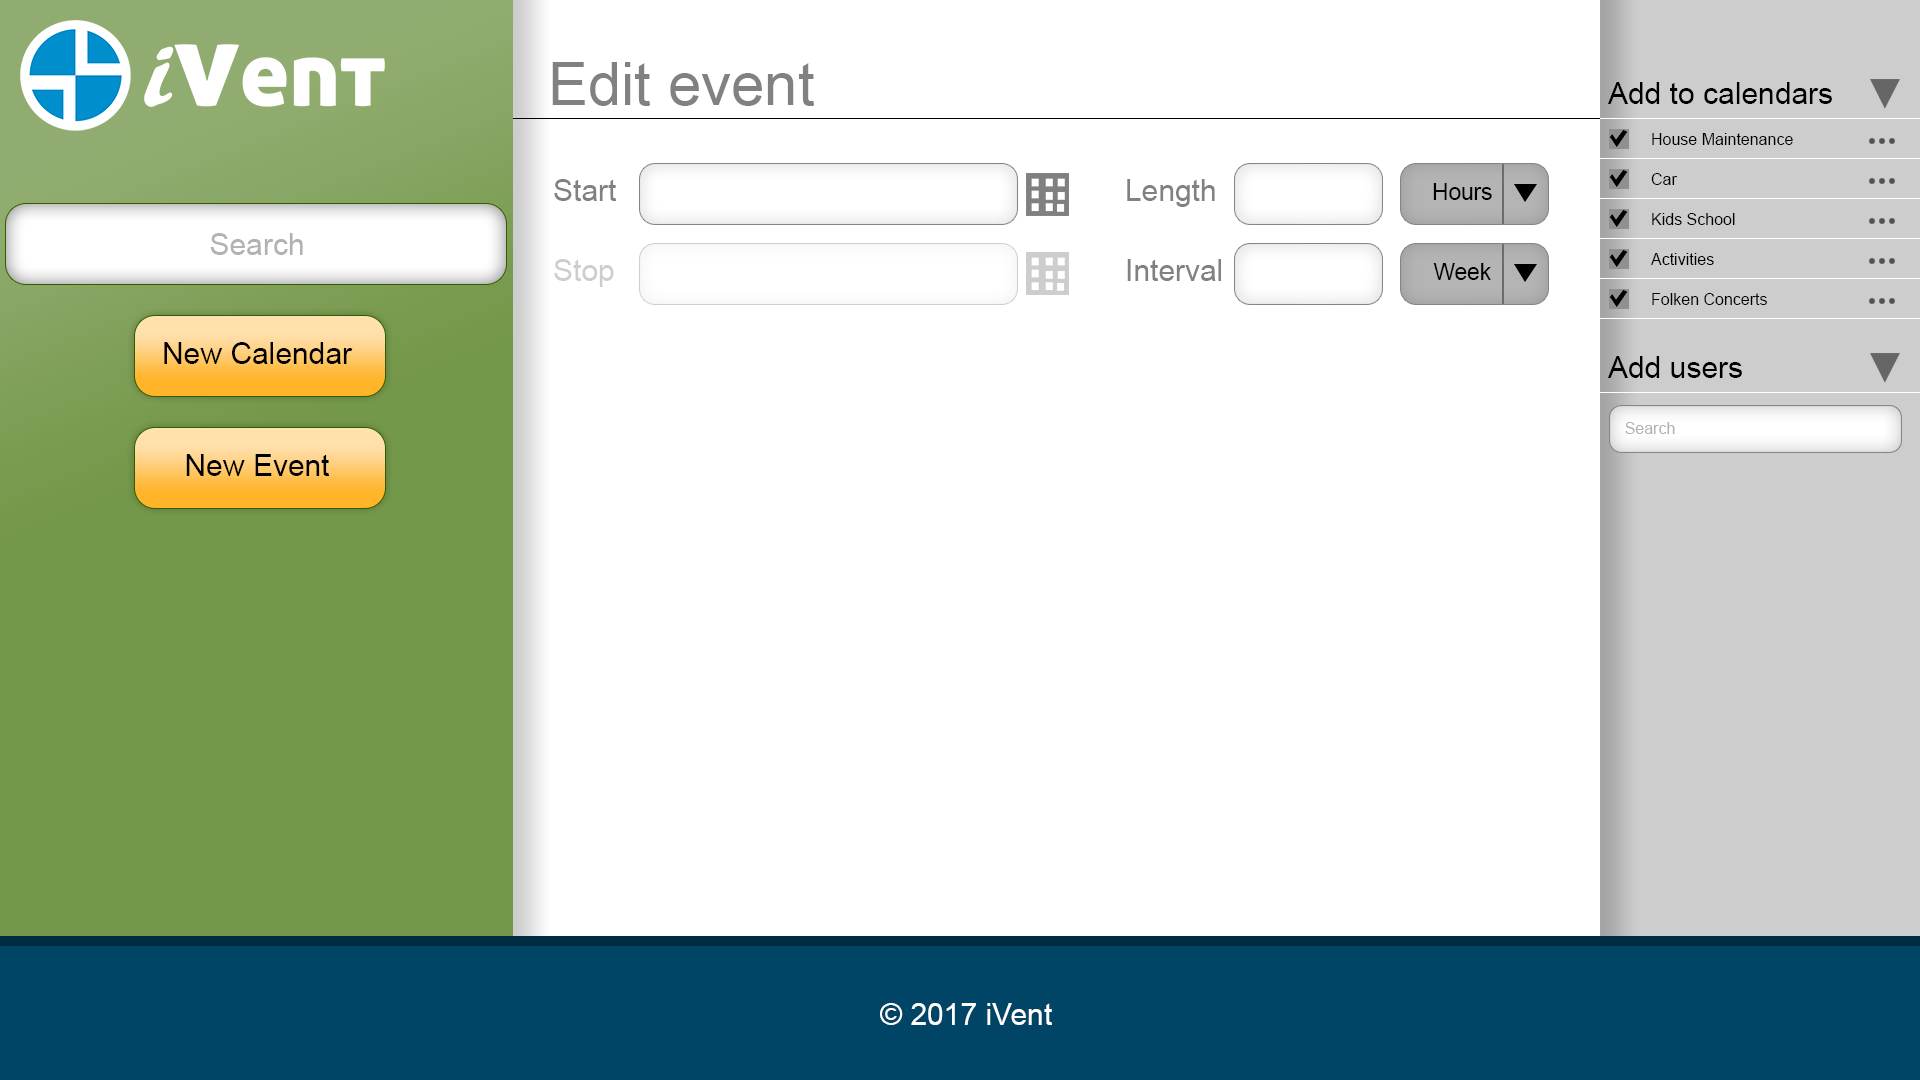 iVent
Search
New Calendar
New Event
Edit event
Start
Length
Hours
Stop
Interval
Week
Add to calendars
House Maintenance
Car
Kids School
Activities
Folken Concerts
Add users
Search
© 2017 iVent